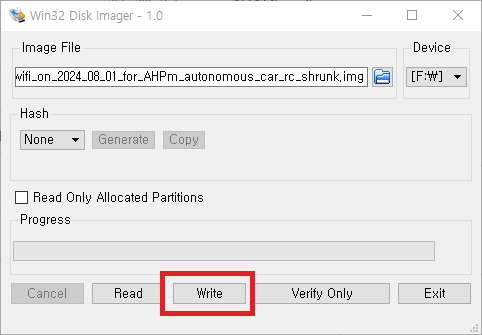 Win32 Disk Imager - 1.0
Image File
Device
wifi_on_2024_08_01_for_AHPm_autonomous_car_rc_shrunk.img
[F:₩]
Hash
None
Generate
Copy
Read Only Allocated Partitions
Progress
Cancel
Read
Write
Verify Only
Exit